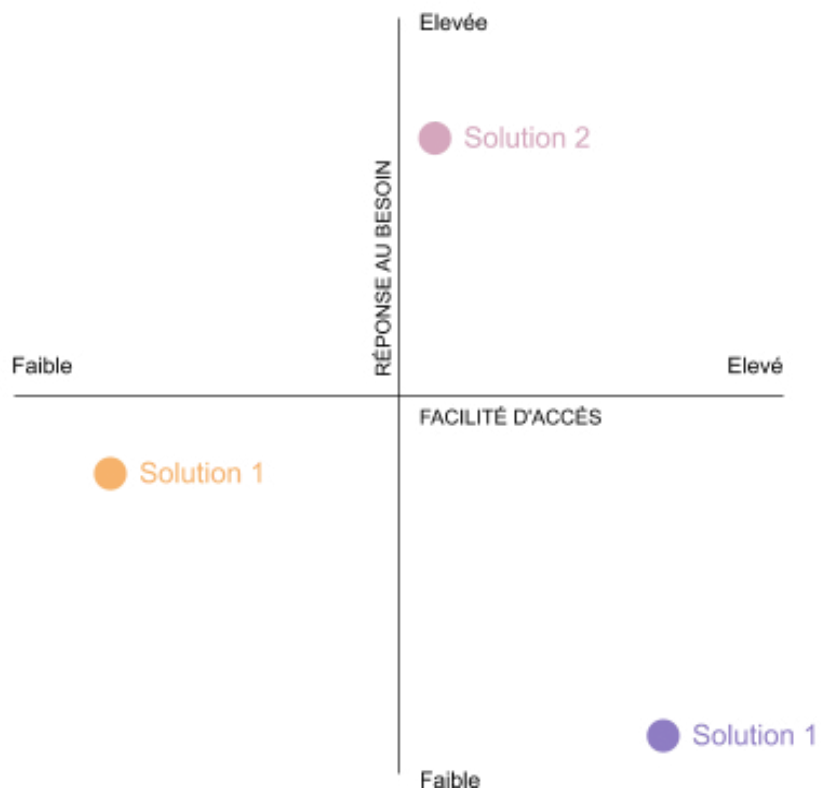 Elevée
Solution 2
RÉPONSE AU BESOIN
Faible
Elevé
FACILITÉ D'ACCÈS
Solution 1
Solution 1
Faible